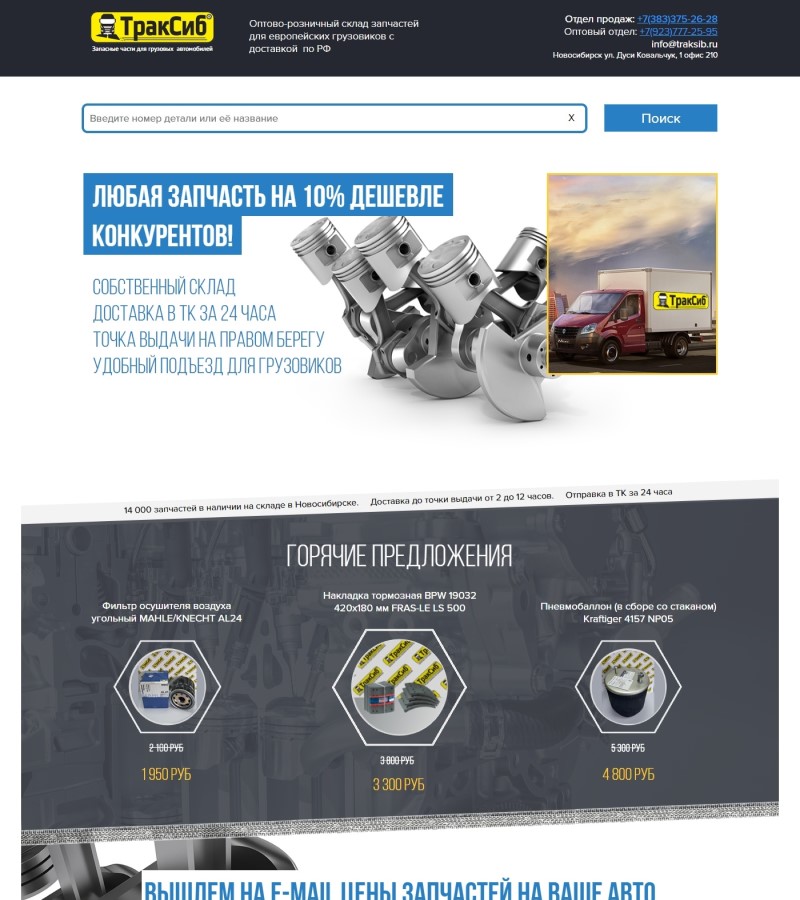 ТракСиб®
Запасные части для грузовых автомобилей
Оптово-розничный склад запчастей
для европейских грузовиков с
доставкой по РФ
Отдел продаж: +7(383)375-26-28
Оптовый отдел: +7(923)777-25-95
info@traksib.ru
Новосибирск ул. Дуси Ковальчук, 1 офис 210
Введите номер детали или её название
X
Поиск
ЛЮБАЯ ЗАПЧАСТЬ НА 10% ДЕШЕВЛЕ
КОНКУРЕНТОВ!
СОБСТВЕННЫЙ СКЛАД
ДОСТАВКА В ТК ЗА 24 ЧАСА
ТОЧКА ВЫДАЧИ НА ПРАВОМ БЕРЕГУ
УДОБНЫЙ ПОДЪЕЗД ДЛЯ ГРУЗОВИКОВ
ТракСиб
14 000 запчастей в наличии на складе в Новосибирске. Доставка до точки выдачи от 2 до 12 часов. Отправка в ТК за 24 часа
ГОРЯЧИЕ ПРЕДЛОЖЕНИЯ
Фильтр осушителя воздуха
угольный MAHLE/KNECHT AL24
ТракСиб
2 100 РУБ
1 950 РУБ
Накладка тормозная BPW 19032
420x180 мм FRAS-LE LS 500
ТракСиб
3 800 РУБ
3 300 РУБ
Пневмобаллон (в сборе со стаканом)
Kraftiger 4157 NP05
ТракСиб
5 300 РУБ
4 800 РУБ
ВЫШЛЕМ НА E-MAIL ЦЕНЫ ЗАПЧАСТЕЙ НА ВАШЕ АВТО